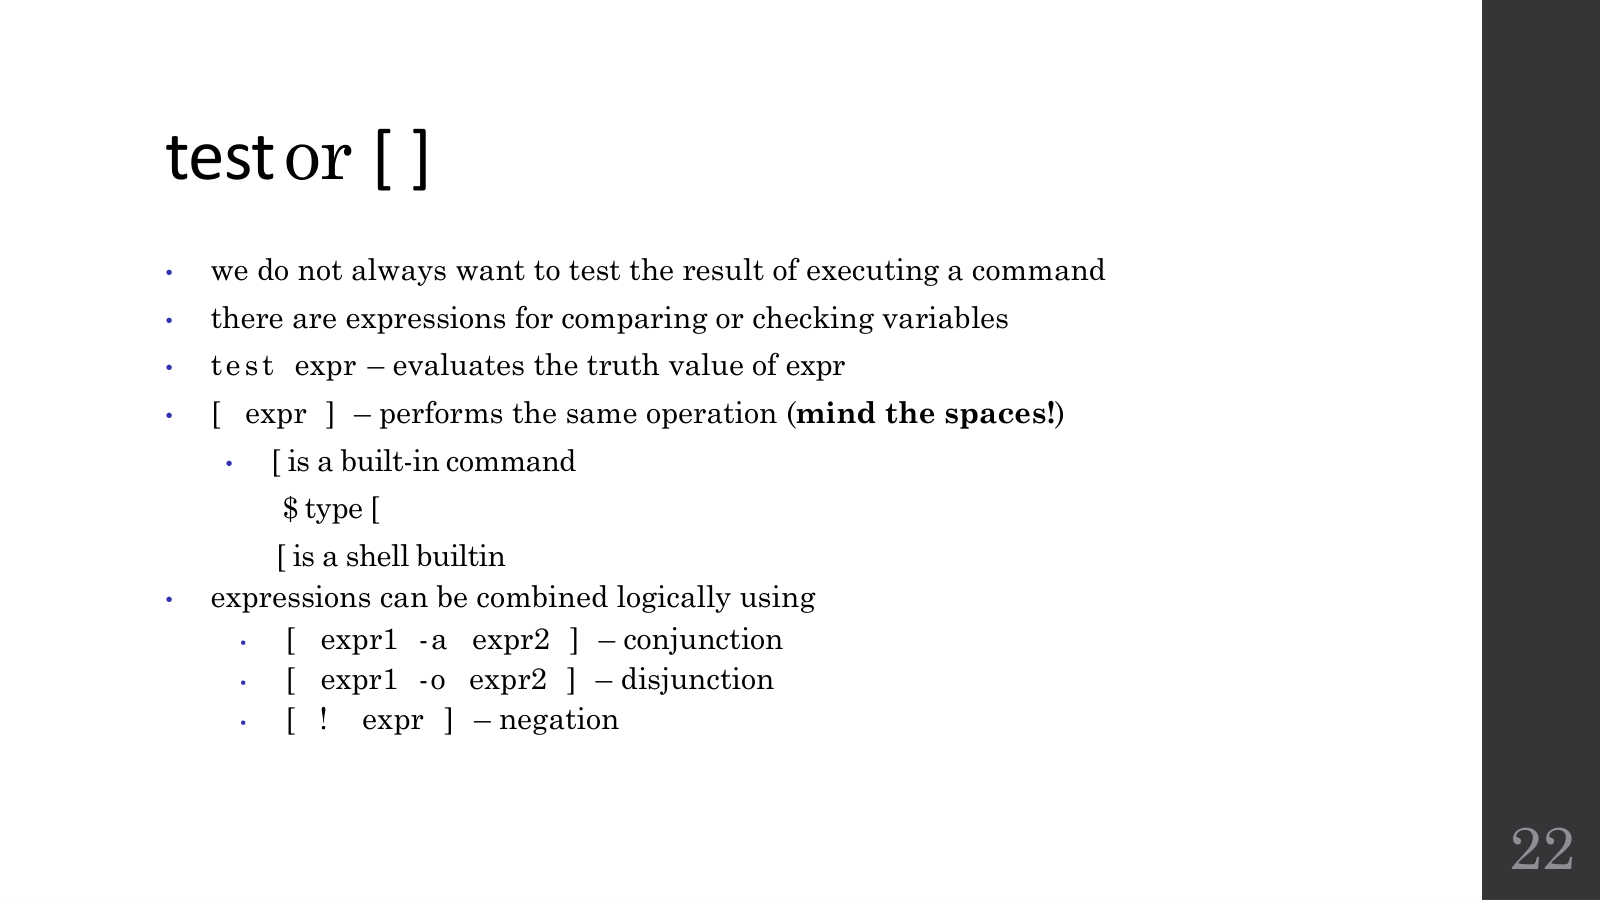 test or [ ]
• we do not always want to test the result of executing a command
• there are expressions for comparing or checking variables
• test expr – evaluates the truth value of expr
• [ expr ] – performs the same operation (mind the spaces!)
• [ is a built-in command
$ type [
[ is a shell builtin
• expressions can be combined logically using
• [ expr1 -a expr2 ] – conjunction
• [ expr1 -o expr2 ] – disjunction
• [ ! expr ] – negation
22